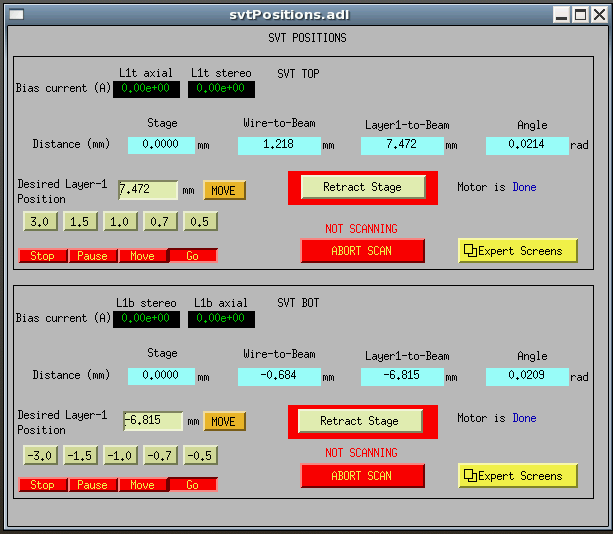 svtPositions.adl
SVT POSITIONS
L1t axial L1t stereo SVT TOP
Bias current (A) 0.00e+00 0.00e+00
Stage Wire-to-Beam Layer1-to-Beam Angle
Distance (mm) 0.0000 mm 1.218 mm 7.472 mm 0.0214 rad
Desired Layer-1 Position 7.472 mm MOVE Retract Stage Motor is Done
3.0 1.5 1.0 0.7 0.5
NOT SCANNING
Stop Pause Move Go ABORT SCAN Expert Screens
L1b stereo L1b axial SVT BOT
Bias current (A) 0.00e+00 0.00e+00
Stage Wire-to-Beam Layer1-to-Beam Angle
Distance (mm) 0.0000 mm -0.684 mm -6.815 mm 0.0209 rad
Desired Layer-1 Position -6.815 mm MOVE Retract Stage Motor is Done
-3.0 -1.5 -1.0 -0.7 -0.5
NOT SCANNING
Stop Pause Move Go ABORT SCAN Expert Screens